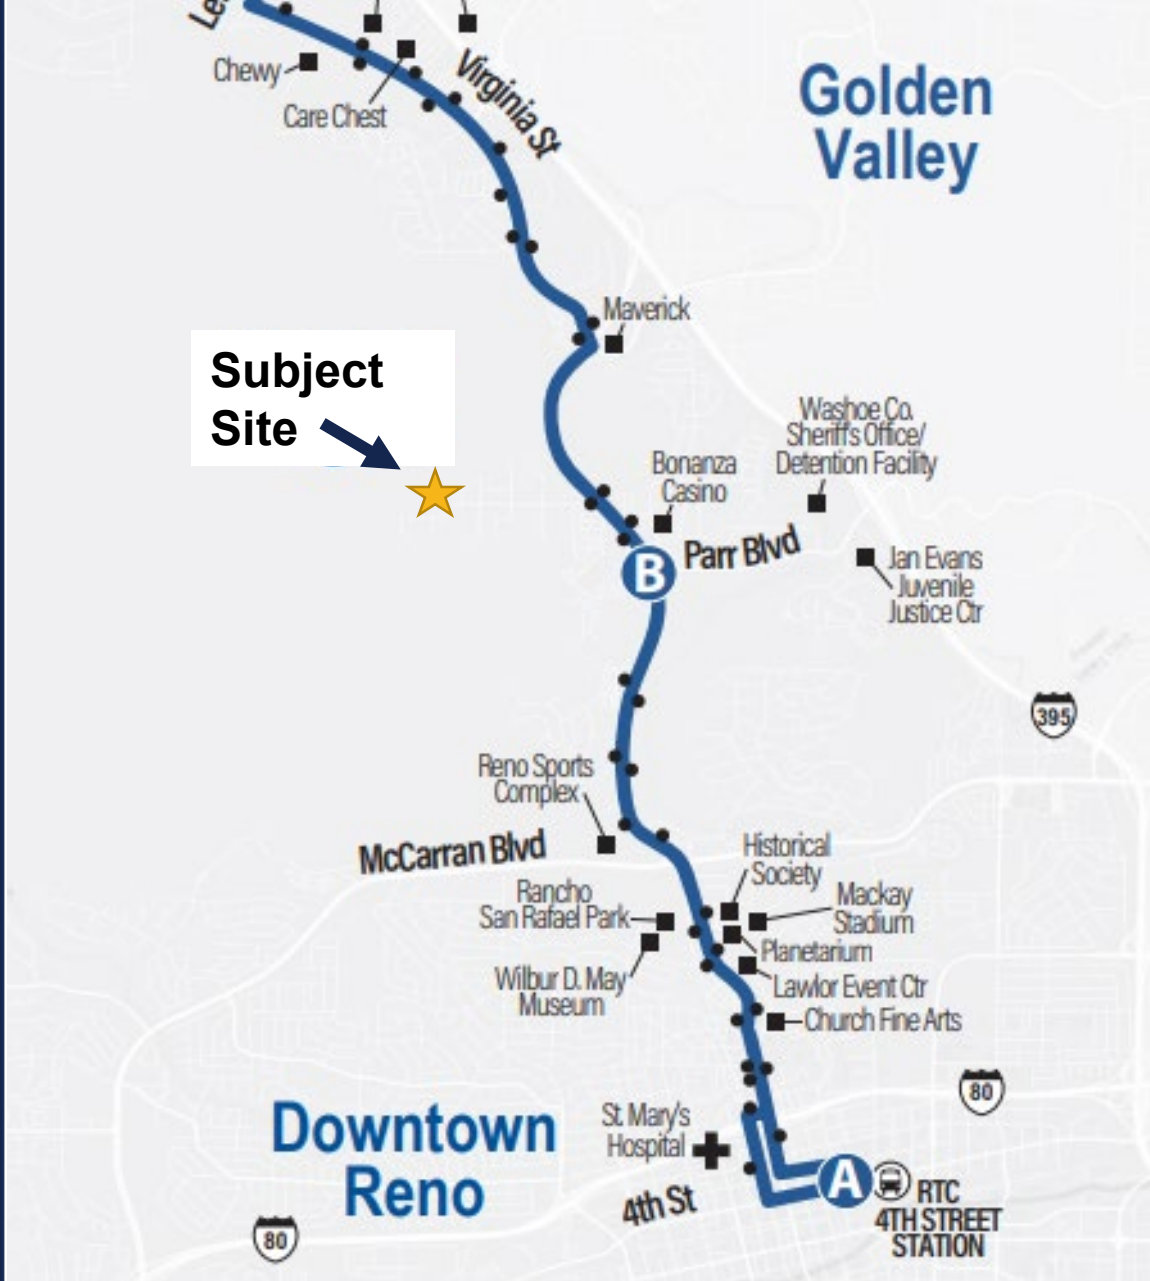 Le
Chewy
Care Chest
Virginia St
Golden
Valley
Maverick
Subject
Site
Washoe Co.
Sheriff's Office/
Detention Facility
Bonanza
Casino
Parr Blvd
B
Jan Evans
Juvenile
Justice Ctr
395
Reno Sports
Complex
McCarran Blvd
Historical
Society
Rancho
San Rafael Park
Mackay
Stadium
Planetarium
Wilbur D. May
Museum
Lawlor Event Ctr
Church Fine Arts
80
Downtown
Reno
St. Mary's
Hospital
A
RTC
4TH STREET
STATION
4th St
80